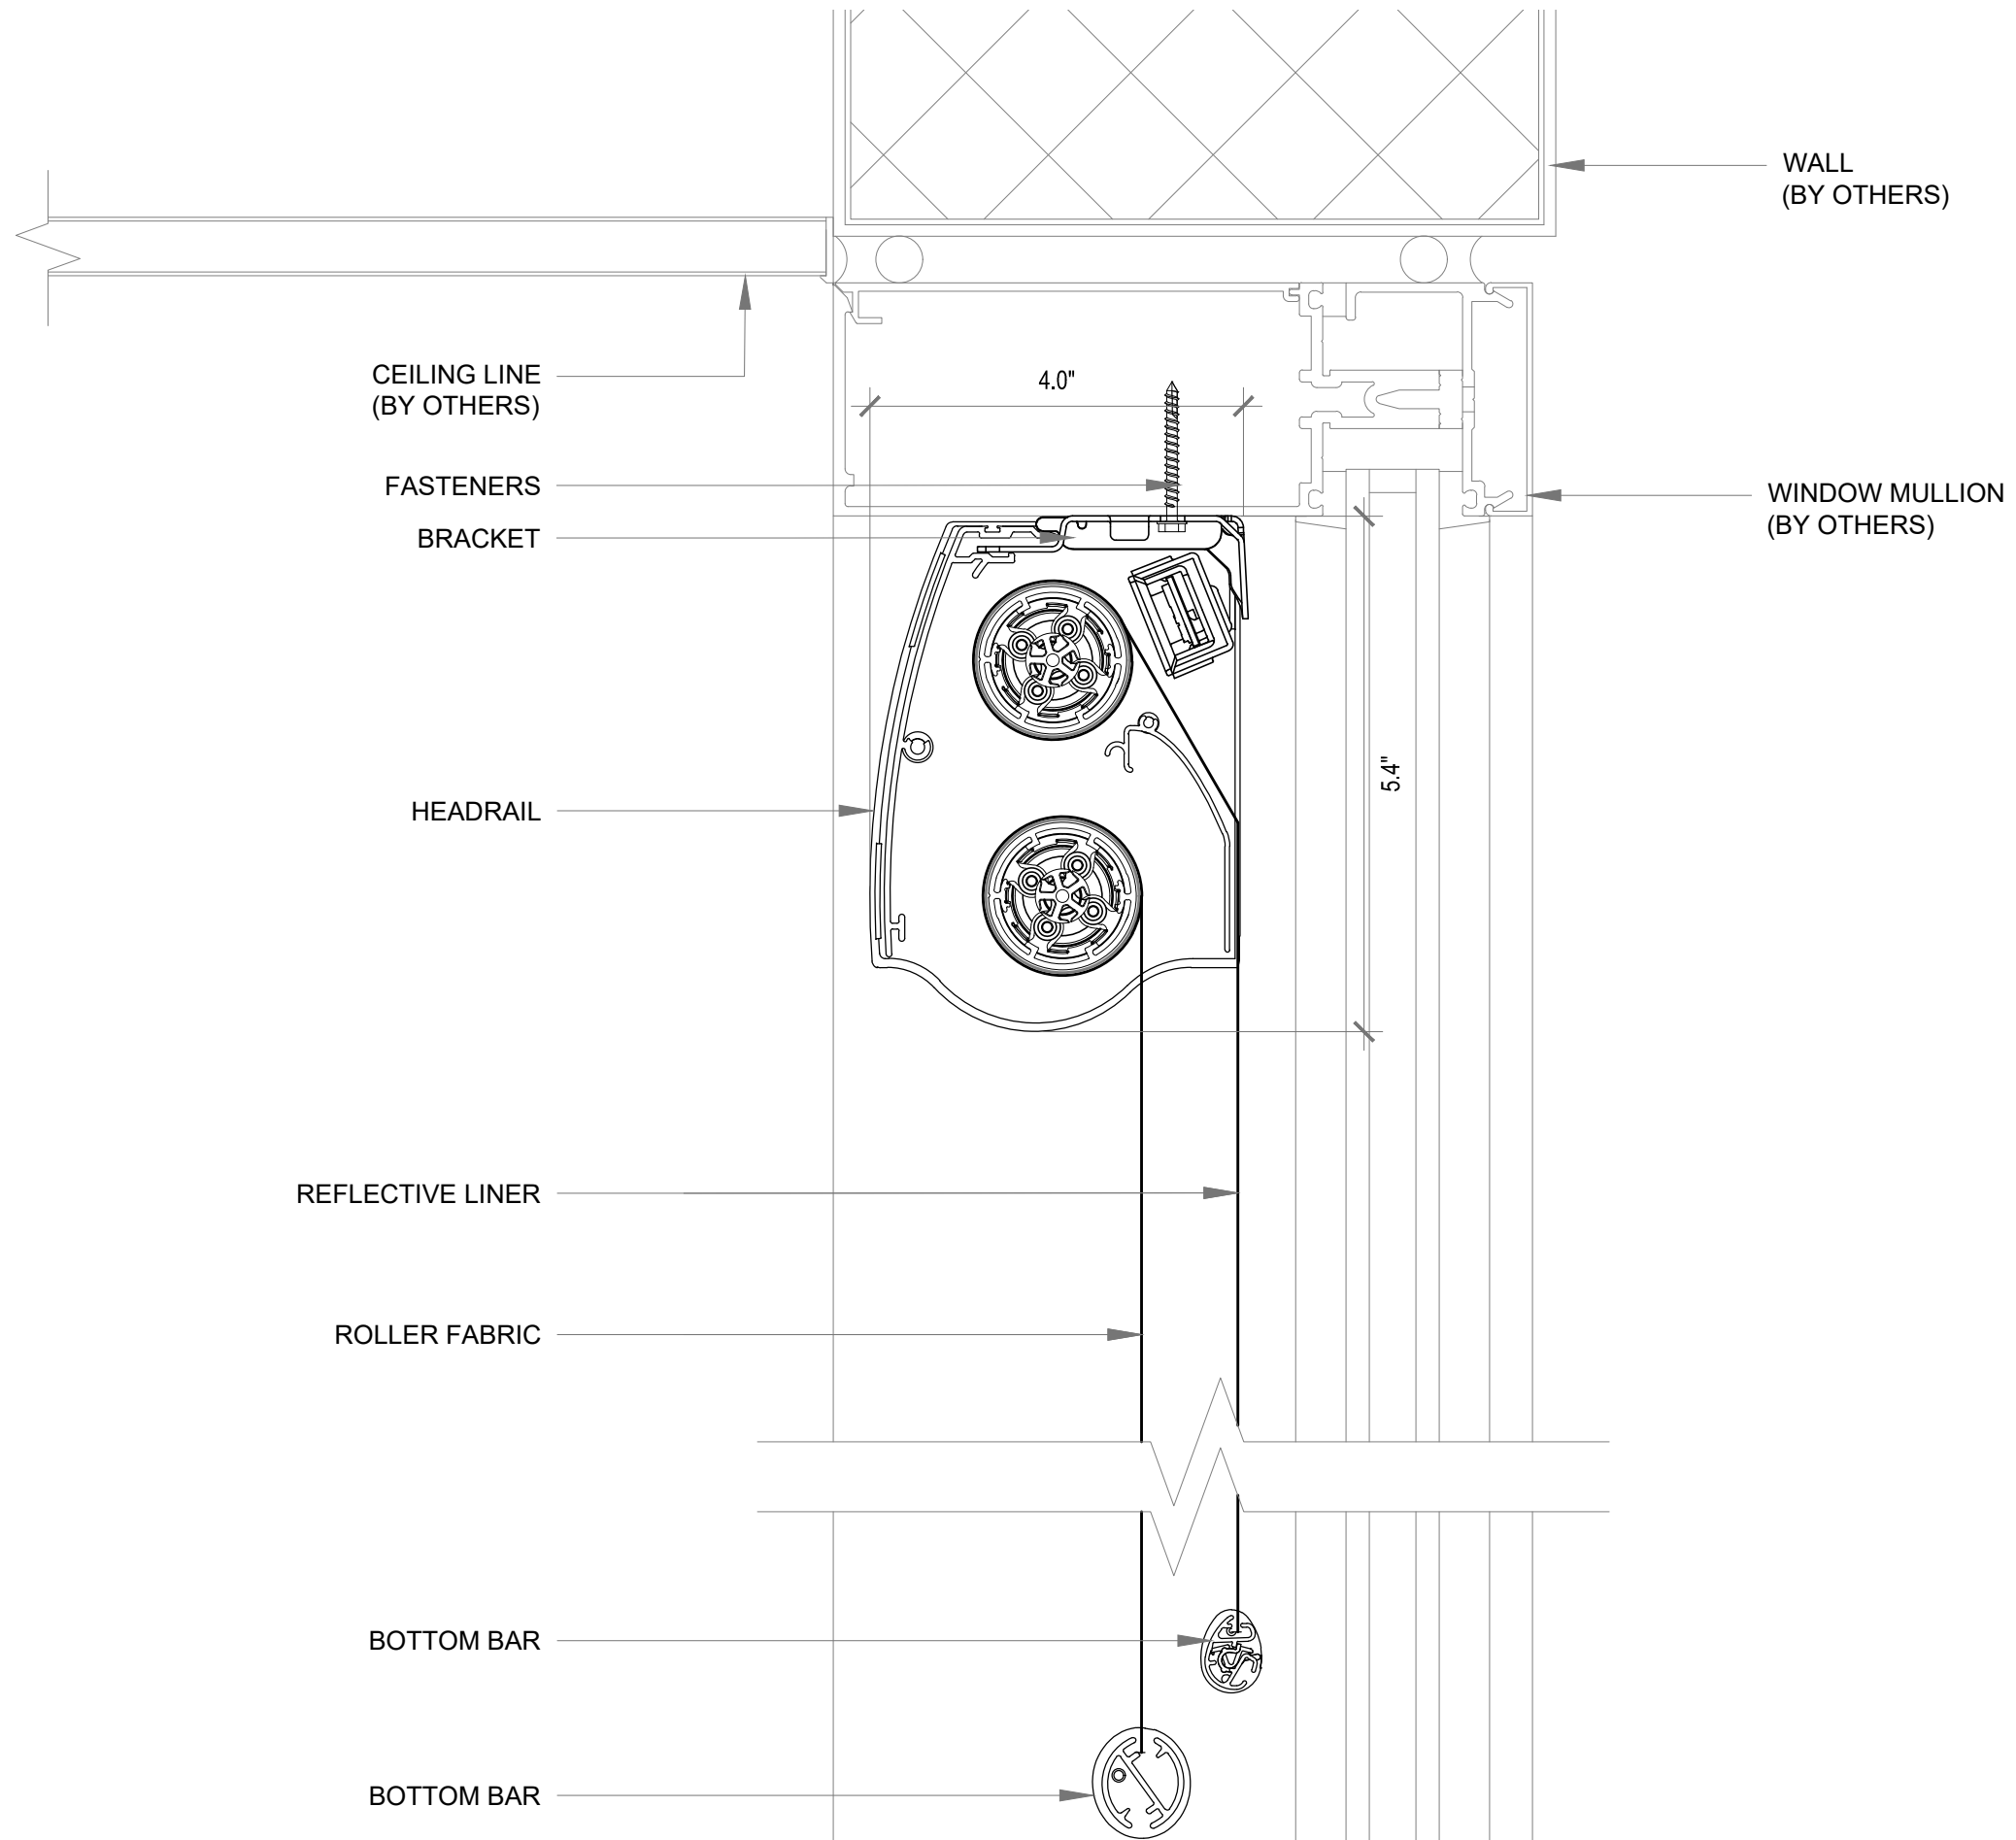 WALL
(BY OTHERS)
CEILING LINE
(BY OTHERS)
4.0"
FASTENERS
WINDOW MULLION
(BY OTHERS)
BRACKET
5.4"
HEADRAIL
REFLECTIVE LINER
ROLLER FABRIC
BOTTOM BAR
BOTTOM BAR